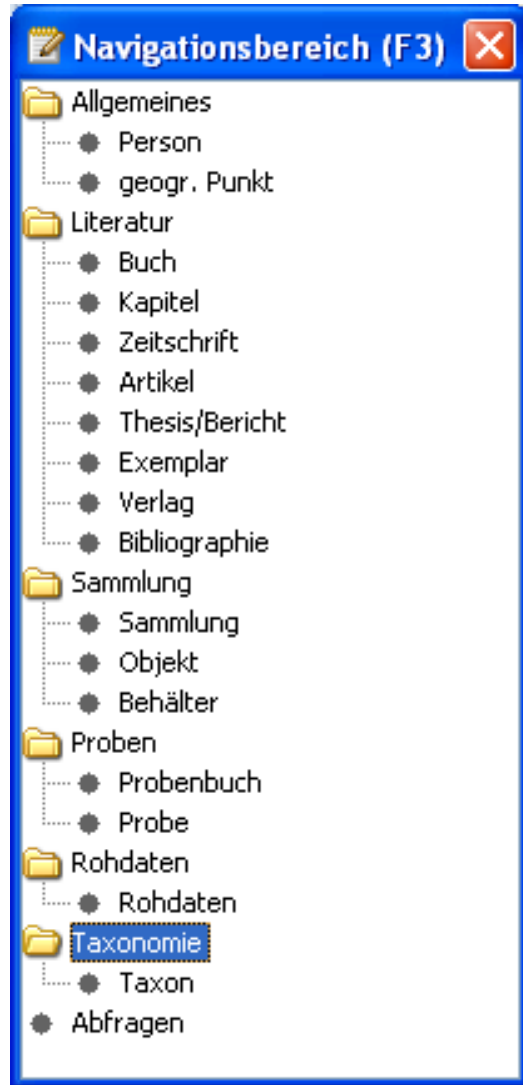 Navigationsbereich (F3)
Allgemeines
Person
geogr. Punkt
Literatur
Buch
Kapitel
Zeitschrift
Artikel
Thesis/Bericht
Exemplar
Verlag
Bibliographie
Sammlung
Sammlung
Objekt
Behälter
Proben
Probenbuch
Probe
Rohdaten
Rohdaten
Taxonomie
Taxon
Abfragen